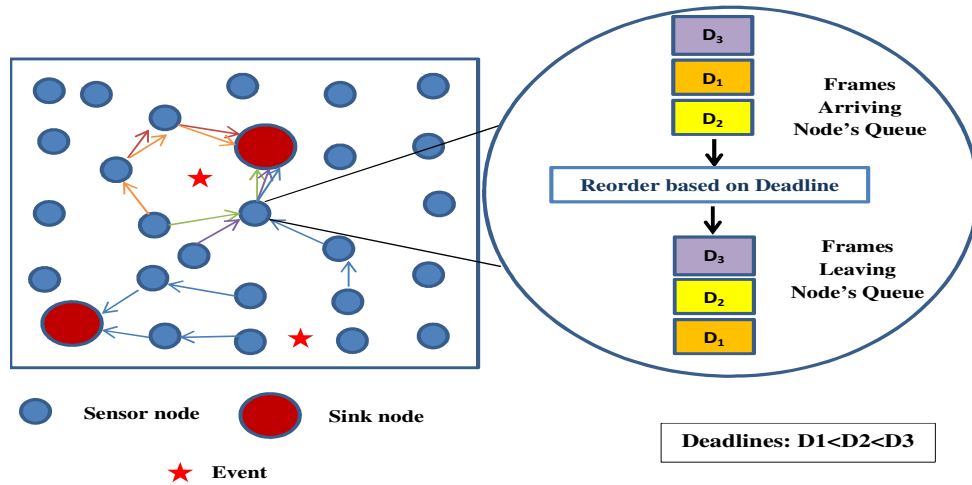 D₃
D₁
D₂
Frames
Arriving
Node's Queue
Reorder based on Deadline
D₃
D₂
D₁
Frames
Leaving
Node's Queue
Sensor node
Sink node
Event
Deadlines: D1<D2<D3